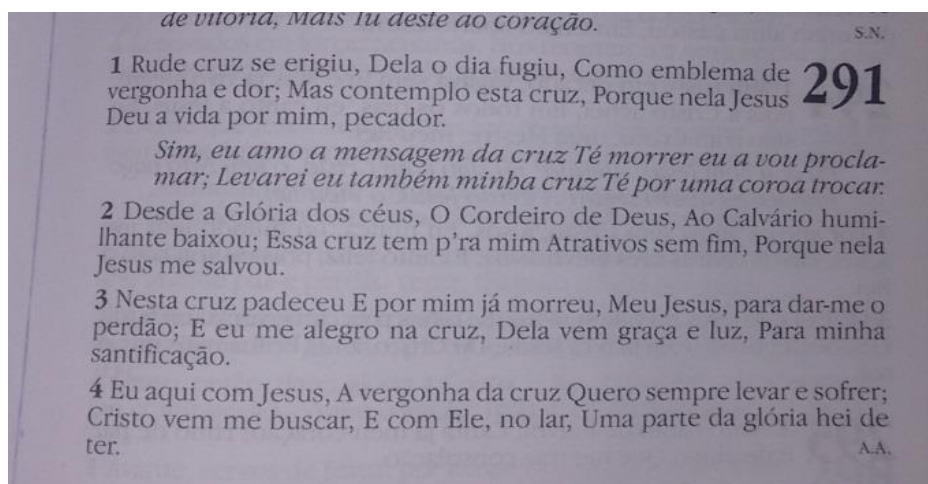 de vitória, Mais Tu deste ao coração.
S.N.
291
1 Rude cruz se erigiu, Dela o dia fugiu, Como emblema de
vergonha e dor; Mas contemplo esta cruz, Porque nela Jesus
Deu a vida por mim, pecador.
Sim, eu amo a mensagem da cruz Té morrer eu a vou procla-
mar; Levarei eu também minha cruz Té por uma coroa trocar.
2 Desde a Glória dos céus, O Cordeiro de Deus, Ao Calvário humi-
lhante baixou; Essa cruz tem p'ra mim Atrativos sem fim, Porque nela
Jesus me salvou.
3 Nesta cruz padeceu E por mim já morreu, Meu Jesus, para dar-me o
perdão; E eu me alegro na cruz, Dela vem graça e luz, Para minha
santificação.
4 Eu aqui com Jesus, A vergonha da cruz Quero sempre levar e sofrer;
Cristo vem me buscar, E com Ele, no lar, Uma parte da glória hei de
ter.
A.A.